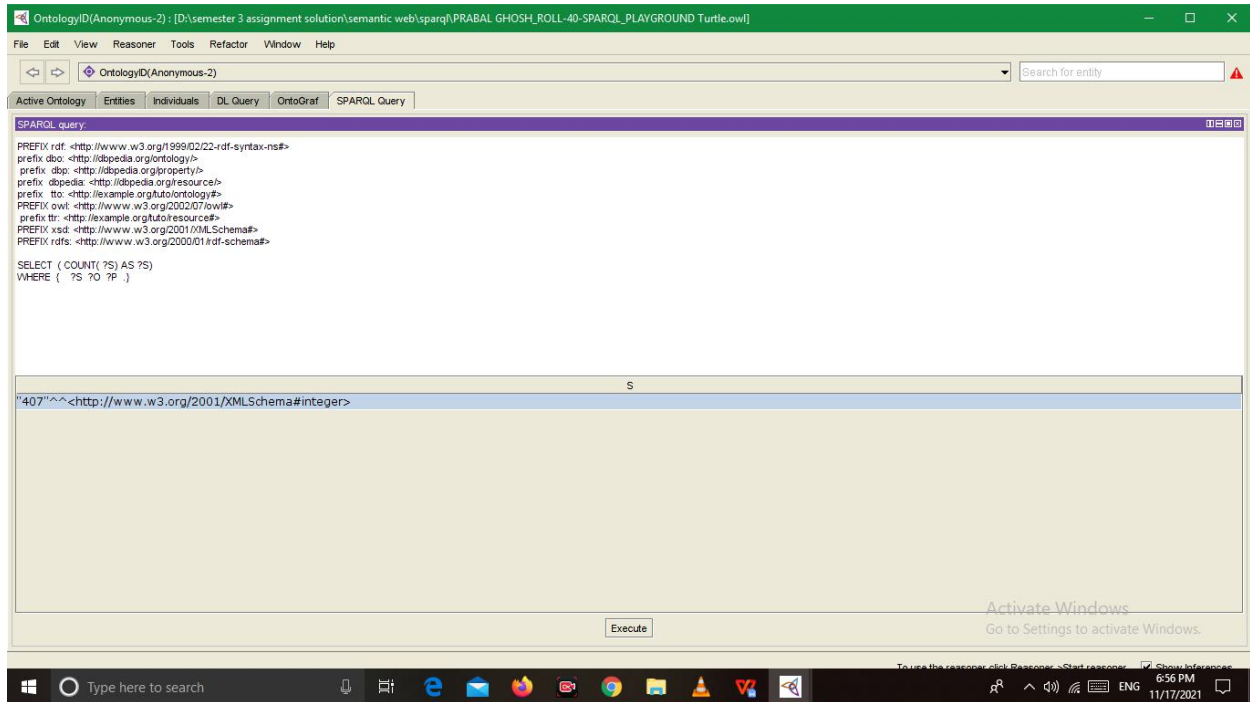 OntologyID(Anonymous-2) : [D:\semester 3 assignment solution\semantic web\sparql\PRABAL GHOSH_ROLL-40-SPARQL_PLAYGROUND Turtle.owl]
File Edit View Reasoner Tools Refactor Window Help
OntologyID(Anonymous-2) Search for entity
Active Ontology Entities Individuals DL Query OntoGraf SPARQL Query
SPARQL query:
PREFIX rdf: <http://www.w3.org/1999/02/22-rdf-syntax-ns#>
prefix dbo: <http://dbpedia.org/ontology/>
prefix dbp: <http://dbpedia.org/property/>
prefix dbpedia: <http://dbpedia.org/resource/>
prefix tto: <http://example.org/tuto/ontology#>
PREFIX owl: <http://www.w3.org/2002/07/owl#>
prefix ttr: <http://example.org/tuto/resource#>
PREFIX xsd: <http://www.w3.org/2001/XMLSchema#>
PREFIX rdfs: <http://www.w3.org/2000/01/rdf-schema#>
SELECT ( COUNT( ?S) AS ?S)
WHERE { ?S ?O ?P .}
S
"407"^^<http://www.w3.org/2001/XMLSchema#integer>
Activate Windows
Go to Settings to activate Windows.
Execute
To use the reasoner click Reasoner->Start reasoner Show Inferences
Type here to search
ENG
6:56 PM
11/17/2021